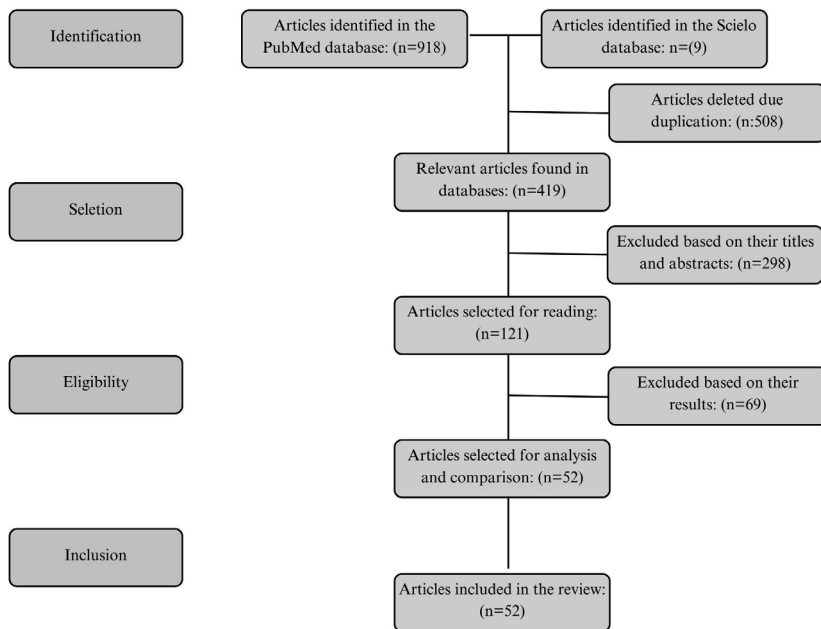 Identification
Articles identified in the
PubMed database: (n=918)
Articles identified in the Scielo
database: n=(9)
Articles deleted due
duplication: (n:508)
Relevant articles found in
databases: (n=419)
Seletion
Excluded based on their titles
and abstracts: (n=298)
Articles selected for reading:
(n=121)
Eligibility
Excluded based on their
results: (n=69)
Articles selected for analysis
and comparison: (n=52)
Inclusion
Articles included in the review:
(n=52)